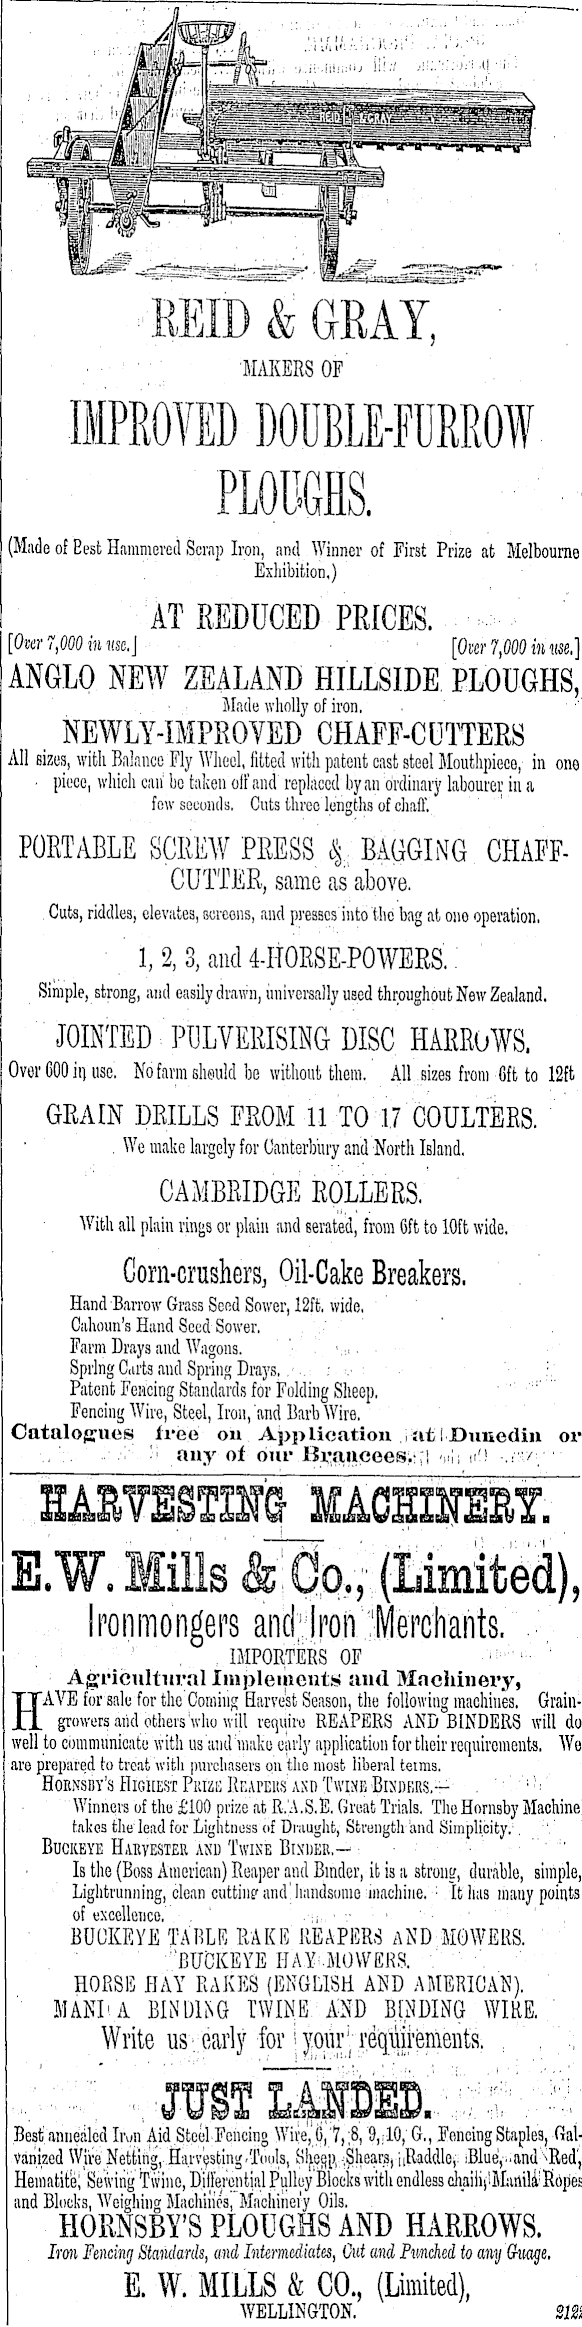 REID & GRAY
REID & GRAY,
MAKERS OF
IMPROVED DOUBLE-FURROW
PLOUGHS.
(Made of Best Hammered Scrap Iron, and Winner of First Prize at Melbourne
Exhibition.)
AT REDUCED PRICES.
[Over 7,000 in use.] [Over 7,000 in use.]
ANGLO NEW ZEALAND HILLSIDE PLOUGHS,
Made wholly of iron.
NEWLY-IMPROVED CHAFF-CUTTERS
All sizes, with Balance Fly Wheel, fitted with patent cast steel Mouthpiece, in one
piece, which can be taken off and replaced by an ordinary labourer in a
few seconds. Cuts three lengths of chaff.
PORTABLE SCREW PRESS & BAGGING CHAFF-
CUTTER, same as above.
Cuts, riddles, elevates, screens, and presses into the bag at one operation.
1, 2, 3, and 4-HORSE-POWERS.
Simple, strong, and easily drawn, universally used throughout New Zealand.
JOINTED PULVERISING DISC HARROWS.
Over 600 in use. No farm should be without them. All sizes from 6ft to 12ft
GRAIN DRILLS FROM 11 TO 17 COULTERS.
We make largely for Canterbury and North Island.
CAMBRIDGE ROLLERS.
With all plain rings or plain and serated, from 6ft to 10ft wide.
Corn-crushers, Oil-Cake Breakers.
Hand Barrow Grass Seed Sower, 12ft. wide.
Cahoun's Hand Seed Sower.
Farm Drays and Wagons.
Spring Carts and Spring Drays.
Patent Fencing Standards for Folding Sheep.
Fencing Wire, Steel, Iron, and Barb Wire.
Catalogues free on Application at Dunedin or
any of our Brancees.
HARVESTING MACHINERY.
E. W. Mills & Co., (Limited),
Ironmongers and Iron Merchants.
IMPORTERS OF
Agricultural Implements and Machinery,
HAVE for sale for the Coming Harvest Season, the following machines. Grain-
growers and others who will require REAPERS AND BINDERS will do
well to communicate with us and make early application for their requirements. We
are prepared to treat with purchasers on the most liberal terms.
HORNSBY'S HIGHEST PRIZE REAPERS AND TWINE BINDERS.—
Winners of the £100 prize at R.A.S.E. Great Trials. The Hornsby Machine
takes the lead for Lightness of Draught, Strength and Simplicity.
BUCKEYE HARVESTER AND TWINE BINDER.—
Is the (Boss American) Reaper and Binder, it is a strong, durable, simple,
Lightrunning, clean cutting and handsome machine. It has many points
of excellence.
BUCKEYE TABLE RAKE REAPERS AND MOWERS.
BUCKEYE HAY MOWERS.
HORSE HAY RAKES (ENGLISH AND AMERICAN).
MANI A BINDING TWINE AND BINDING WIRE.
Write us early for your requirements.
JUST LANDED.
Best annealed Iron Aid Steel Fencing Wire, 6, 7, 8, 9, 10, G., Fencing Staples, Gal-
vanized Wire Netting, Harvesting Tools, Sheep Shears, Raddle, Blue, and Red,
Hematite, Sewing Twine, Differential Pulley Blocks with endless chain, Manila Ropes
and Blocks, Weighing Machines, Machinery Oils.
HORNSBY'S PLOUGHS AND HARROWS.
Iron Fencing Standards, and Intermediates, Cut and Punched to any Guage.
E. W. MILLS & CO., (Limited),
WELLINGTON. 212